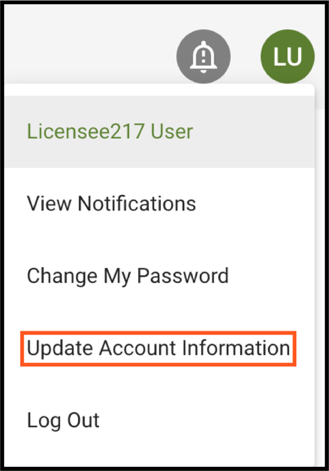 LU
Licensee217 User
View Notifications
Change My Password
Update Account Information
Log Out